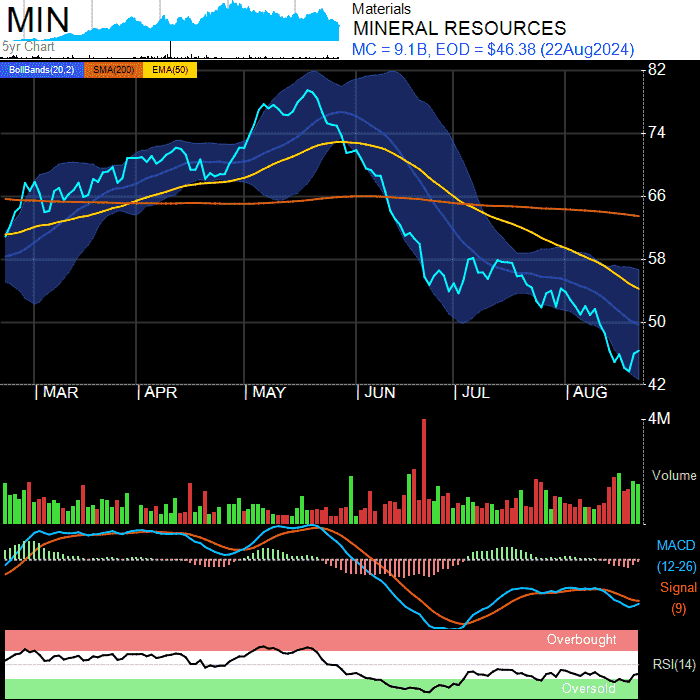 MIN
5yr Chart
Materials
MINERAL RESOURCES
MC = 9.1B, EOD = $46.38 (22Aug2024)
BollBands(20,2) SMA(200) EMA(50)
82
74
66
58
50
42
| MAR | APR | MAY | JUN | JUL | AUG
4M
Volume
MACD
(12-26)
Signal
(9)
Overbought
RSI(14)
Oversold